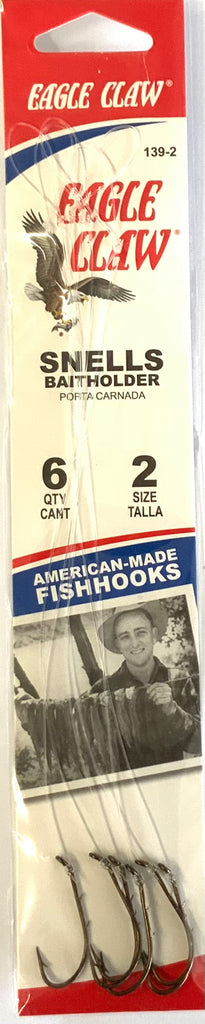 EAGLE CLAW®
139-2
EAGLE
CLAW®
SNELLS
BAITHOLDER
PORTA CARNADA
6 2
QTY SIZE
CANT TALLA
AMERICAN-MADE
FISHHOOKS